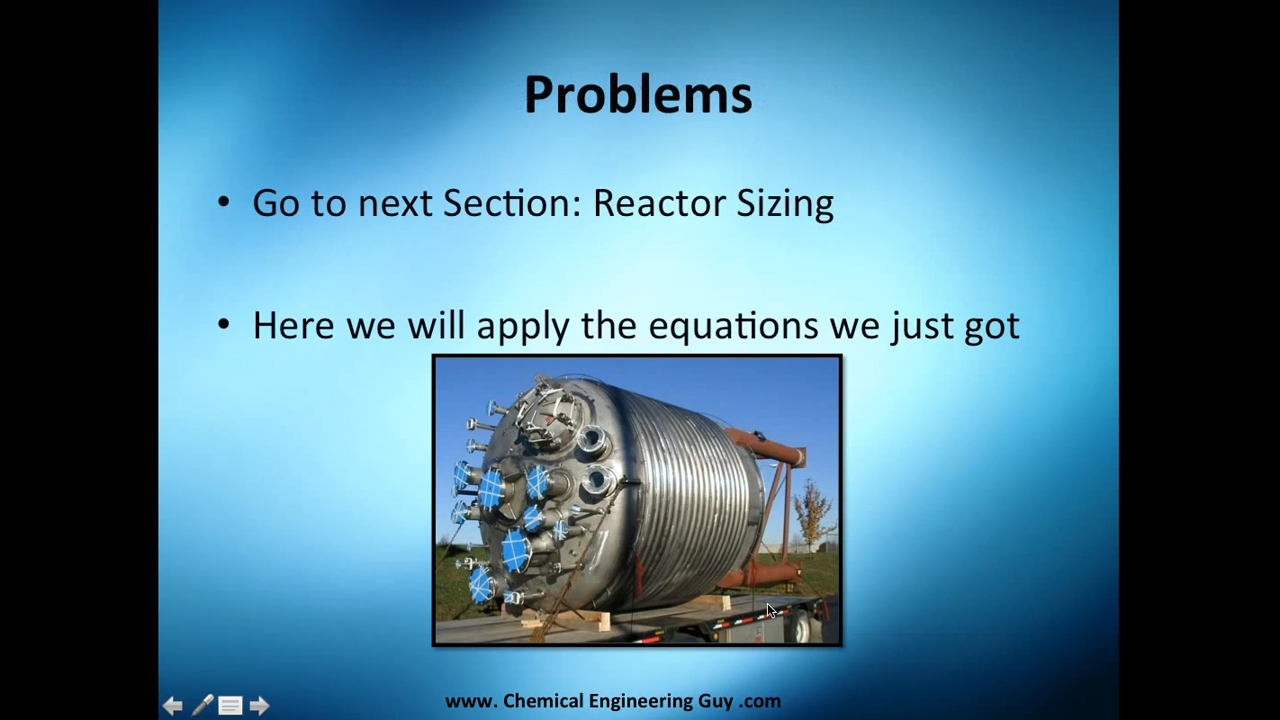 Problems
• Go to next Section: Reactor Sizing
• Here we will apply the equations we just got
www. Chemical Engineering Guy .com